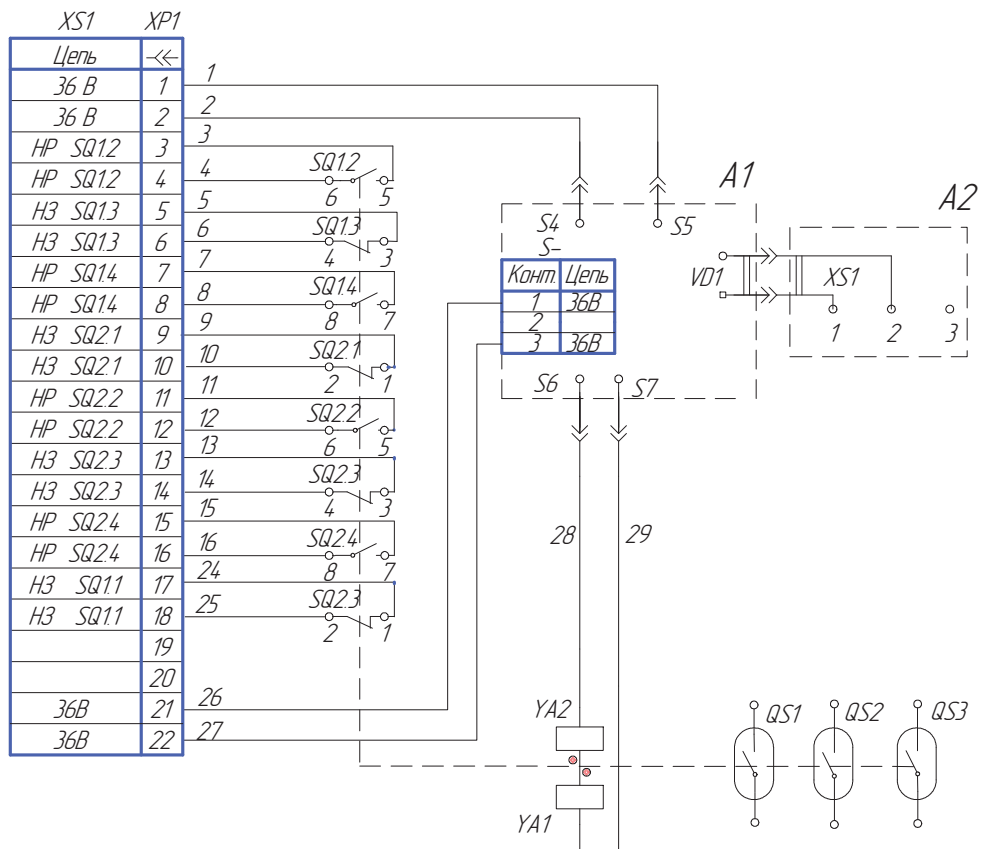 XS1 XP1
Цепь
36 В 1 1
36 В 2 2
НР SQ1.2 3 3
НР SQ1.2 4 4 SQ1.2 6 5
НЗ SQ1.3 5 5
НЗ SQ1.3 6 6 SQ1.3 4 3
НР SQ1.4 7 7
НР SQ1.4 8 8 SQ1.4 8 7
НЗ SQ2.1 9 9
НЗ SQ2.1 10 10 SQ2.1 2 1
НР SQ2.2 11 11
НР SQ2.2 12 12 SQ2.2 6 5
НЗ SQ2.3 13 13
НЗ SQ2.3 14 14 SQ2.3 4 3
НР SQ2.4 15 15
НР SQ2.4 16 16 SQ2.4 8 7
НЗ SQ1.1 17 24
НЗ SQ1.1 18 25 SQ2.3 2 1
19
20
36В 21 26
36В 22 27
A1
S4 S5
S-
Конт. Цепь
1 36В
2
3 36В
S6 S7
VD1
A2
XS1
1 2 3
28 29
YA2
YA1
QS1 QS2 QS3